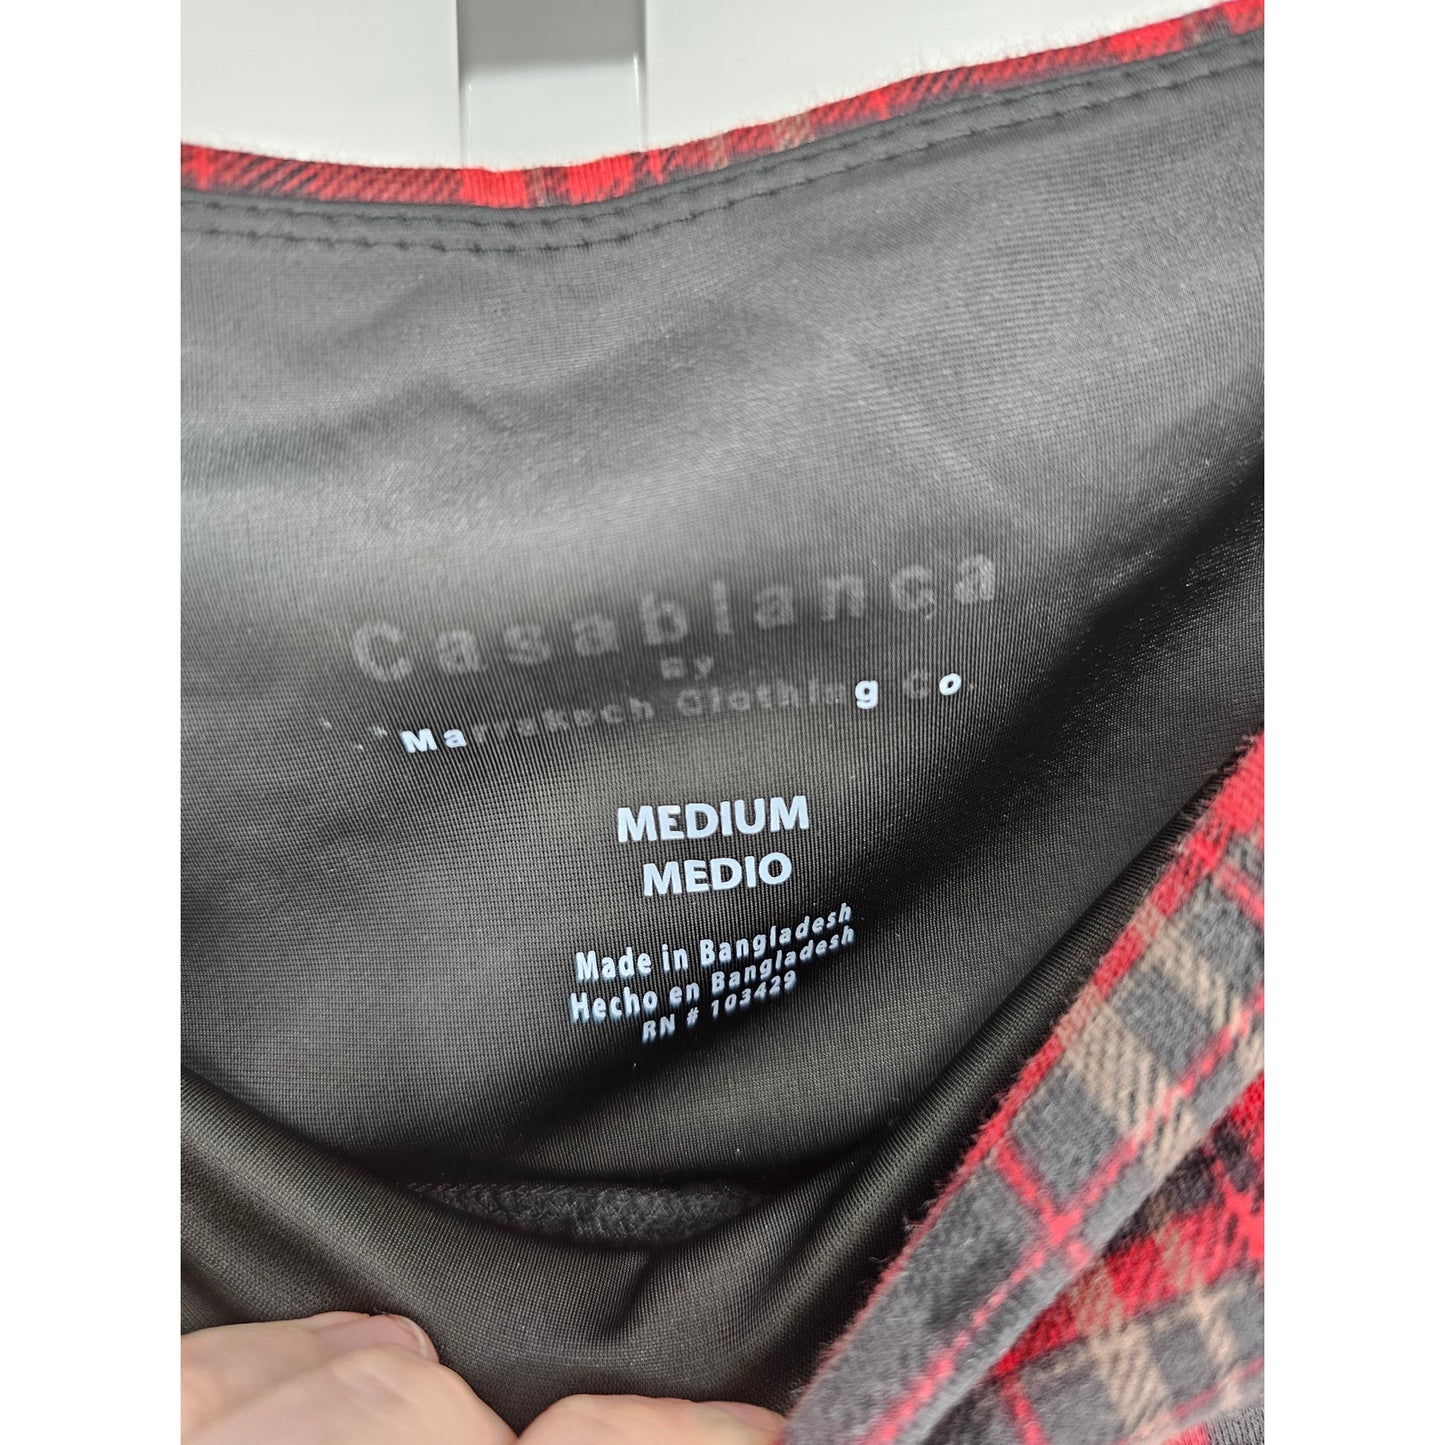 Casablanca
By
Marrakech Clothing Co.
MEDIUM
MEDIO
Made in Bangladesh
Hecho en Bangladesh
RN # 103429